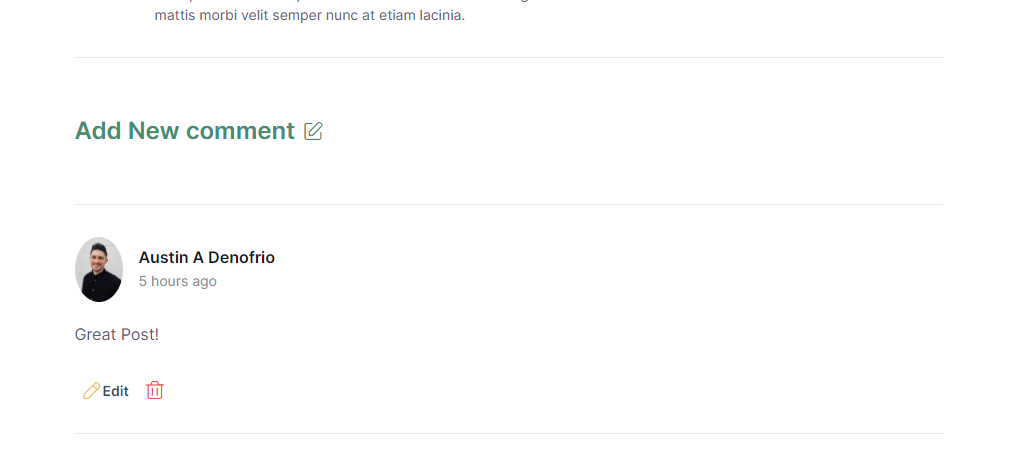 mattis morbi velit semper nunc at etiam lacinia.
Add New comment
Austin A Denofrio
5 hours ago
Great Post!
Edit